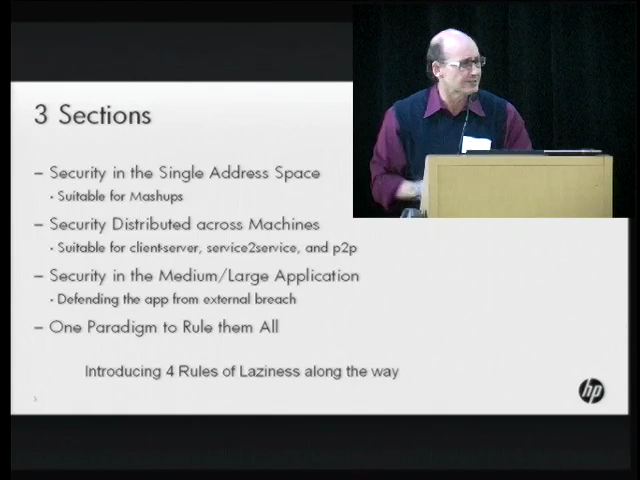 3 Sections
– Security in the Single Address Space
· Suitable for Mashups
– Security Distributed across Machines
· Suitable for client-server, service2service, and p2p
– Security in the Medium/Large Application
· Defending the app from external breach
– One Paradigm to Rule them All
Introducing 4 Rules of Laziness along the way
3
hp